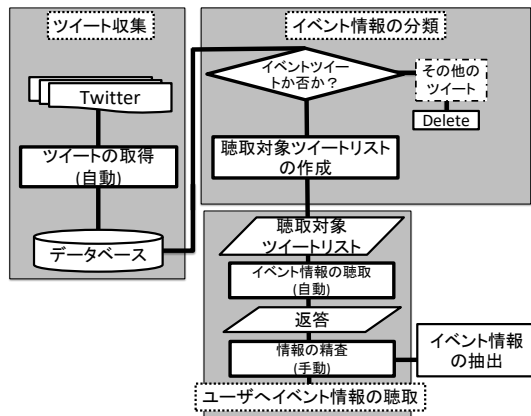 ツイート収集
Twitter
ツイートの取得
(自動)
データベース
イベント情報の分類
イベントツイー
トか否か？
その他の
ツイート
Delete
聴取対象ツイートリスト
の作成
聴取対象
ツイートリスト
イベント情報の聴取
(自動)
返答
情報の精査
(手動)
イベント情報
の抽出
ユーザへイベント情報の聴取